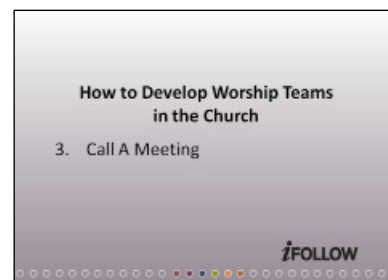 How to Develop Worship Teams
in the Church
3. Call A Meeting
iFOLLOW